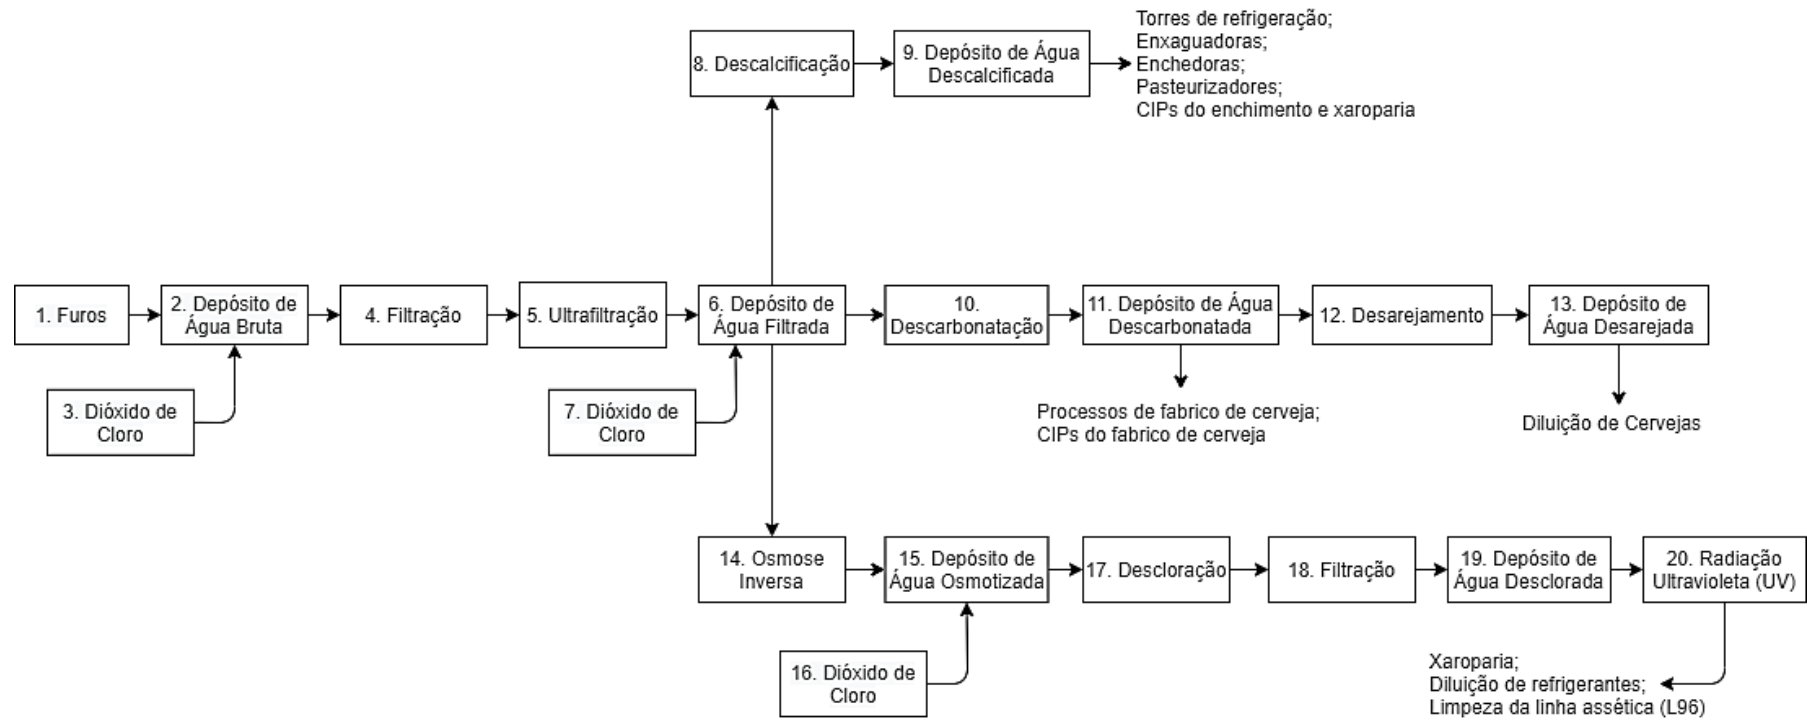 Torres de refrigeração;
Enxaguadoras;
Enchedoras;
Pasteurizadores;
CIPs do enchimento e xaroparia
8. Descalcificação
9. Depósito de Água
Descalcificada
1. Furos
2. Depósito de
Água Bruta
4. Filtração
5. Ultrafiltração
6. Depósito de
Água Filtrada
10.
Descarbonatação
11. Depósito de Água
Descarbonatada
12. Desarejamento
13. Depósito de
Água Desarejada
3. Dióxido de
Cloro
7. Dióxido de
Cloro
Processos de fabrico de cerveja;
CIPs do fabrico de cerveja
Diluição de Cervejas
14. Osmose
Inversa
15. Depósito de
Água Osmotizada
17. Descloração
18. Filtração
19. Depósito de
Água Desclorada
20. Radiação
Ultravioleta (UV)
16. Dióxido de
Cloro
Xaroparia;
Diluição de refrigerantes;
Limpeza da linha assética (L96)